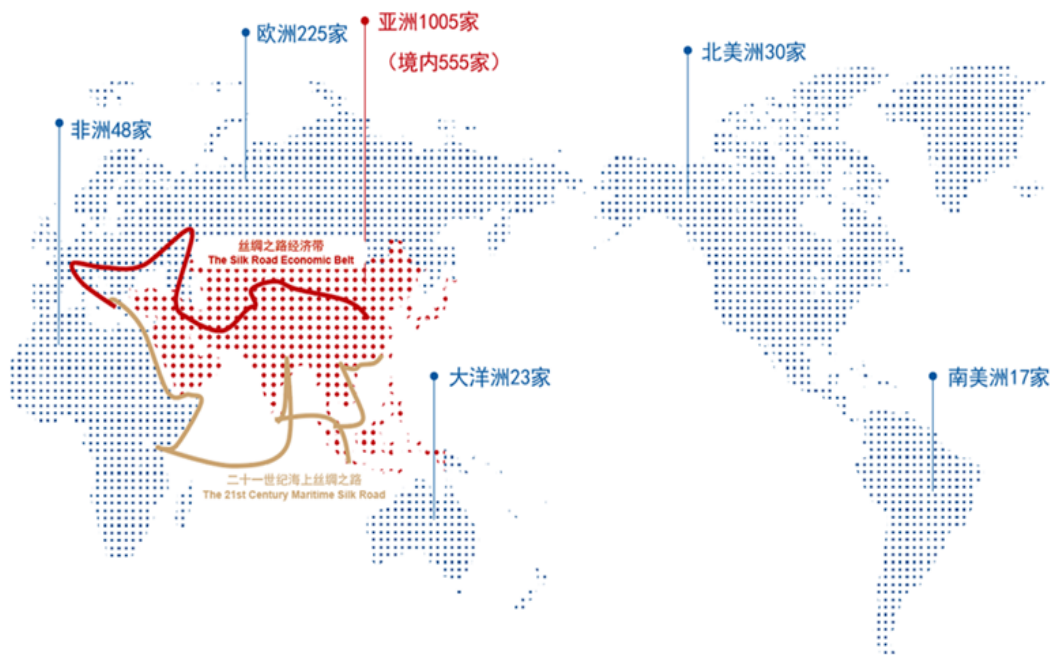 亚洲1005家
（境内555家）
欧洲225家
北美洲30家
非洲48家
丝绸之路经济带
The Silk Road Economic Belt
大洋洲23家
南美洲17家
二十一世纪海上丝绸之路
The 21st Century Maritime Silk Road